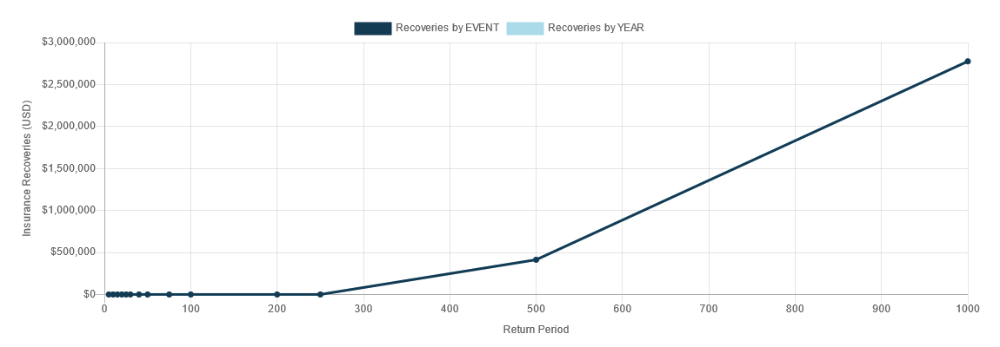 Recoveries by EVENT Recoveries by YEAR
$3,000,000
$2,500,000
$2,000,000
$1,500,000
$1,000,000
$500,000
$0
Insurance Recoveries (USD)
0 100 200 300 400 500 600 700 800 900 1000
Return Period